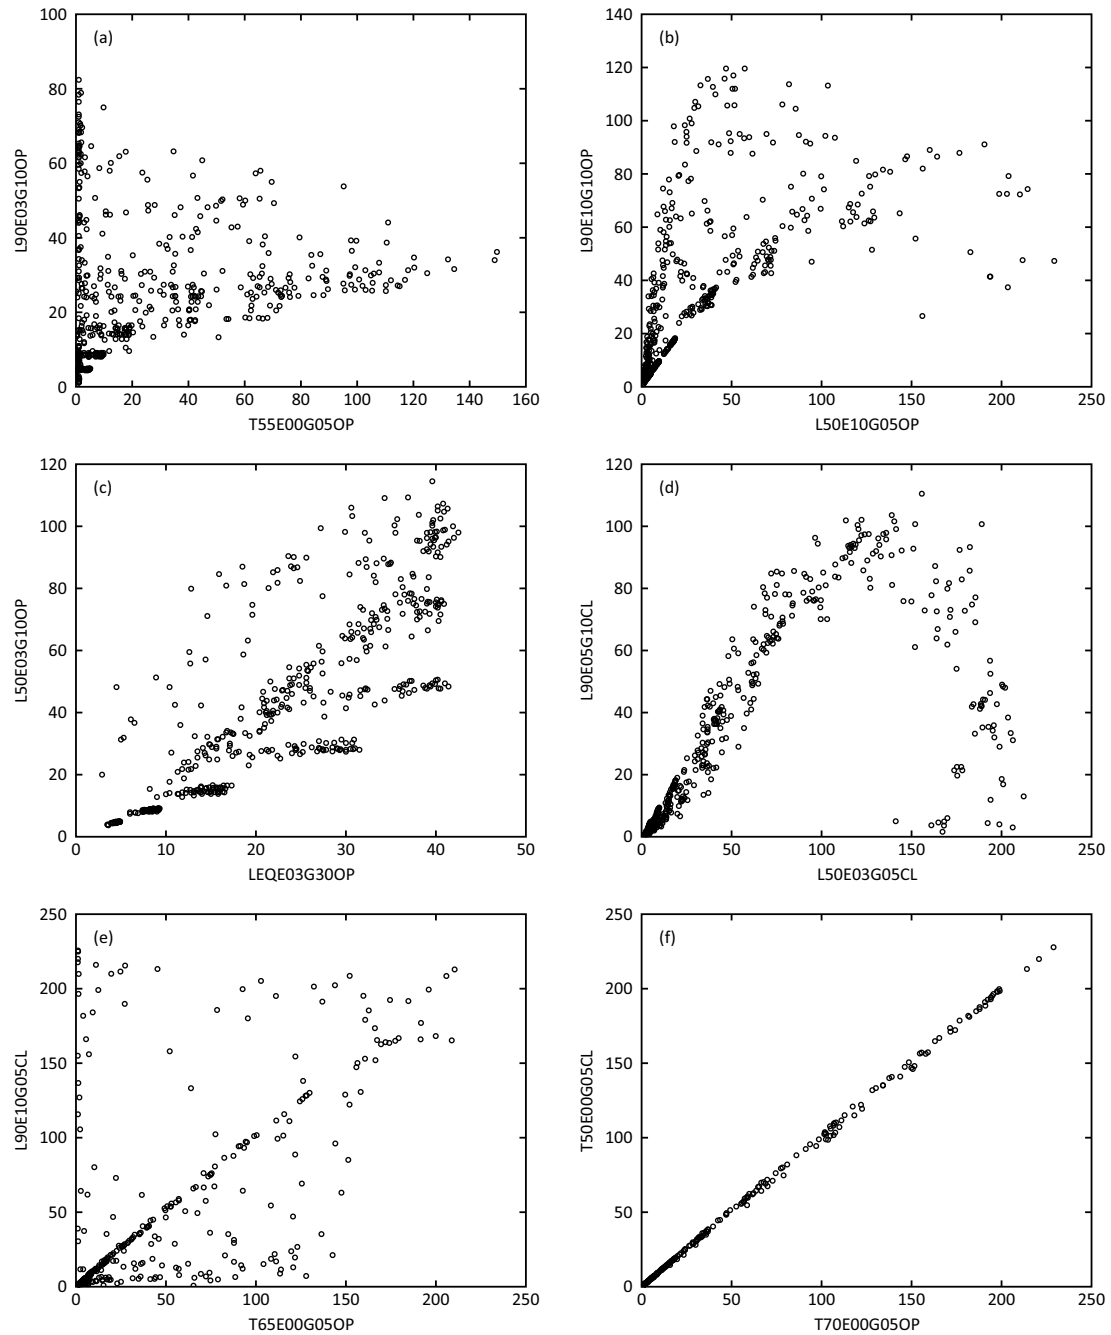 (a)
100
80
60
40
20
0
L90E03G10OP
0 20 40 60 80 100 120 140 160
T55E00G05OP
(b)
140
120
100
80
60
40
20
0
L90E10G10OP
0 50 100 150 200 250
L50E10G05OP
(c)
120
100
80
60
40
20
0
L50E03G10OP
0 10 20 30 40 50
LEQE03G30OP
(d)
120
100
80
60
40
20
0
L90E05G10CL
0 50 100 150 200 250
L50E03G05CL
(e)
250
200
150
100
50
0
L90E10G05CL
0 50 100 150 200 250
T65E00G05OP
(f)
250
200
150
100
50
0
T50E00G05CL
0 50 100 150 200 250
T70E00G05OP